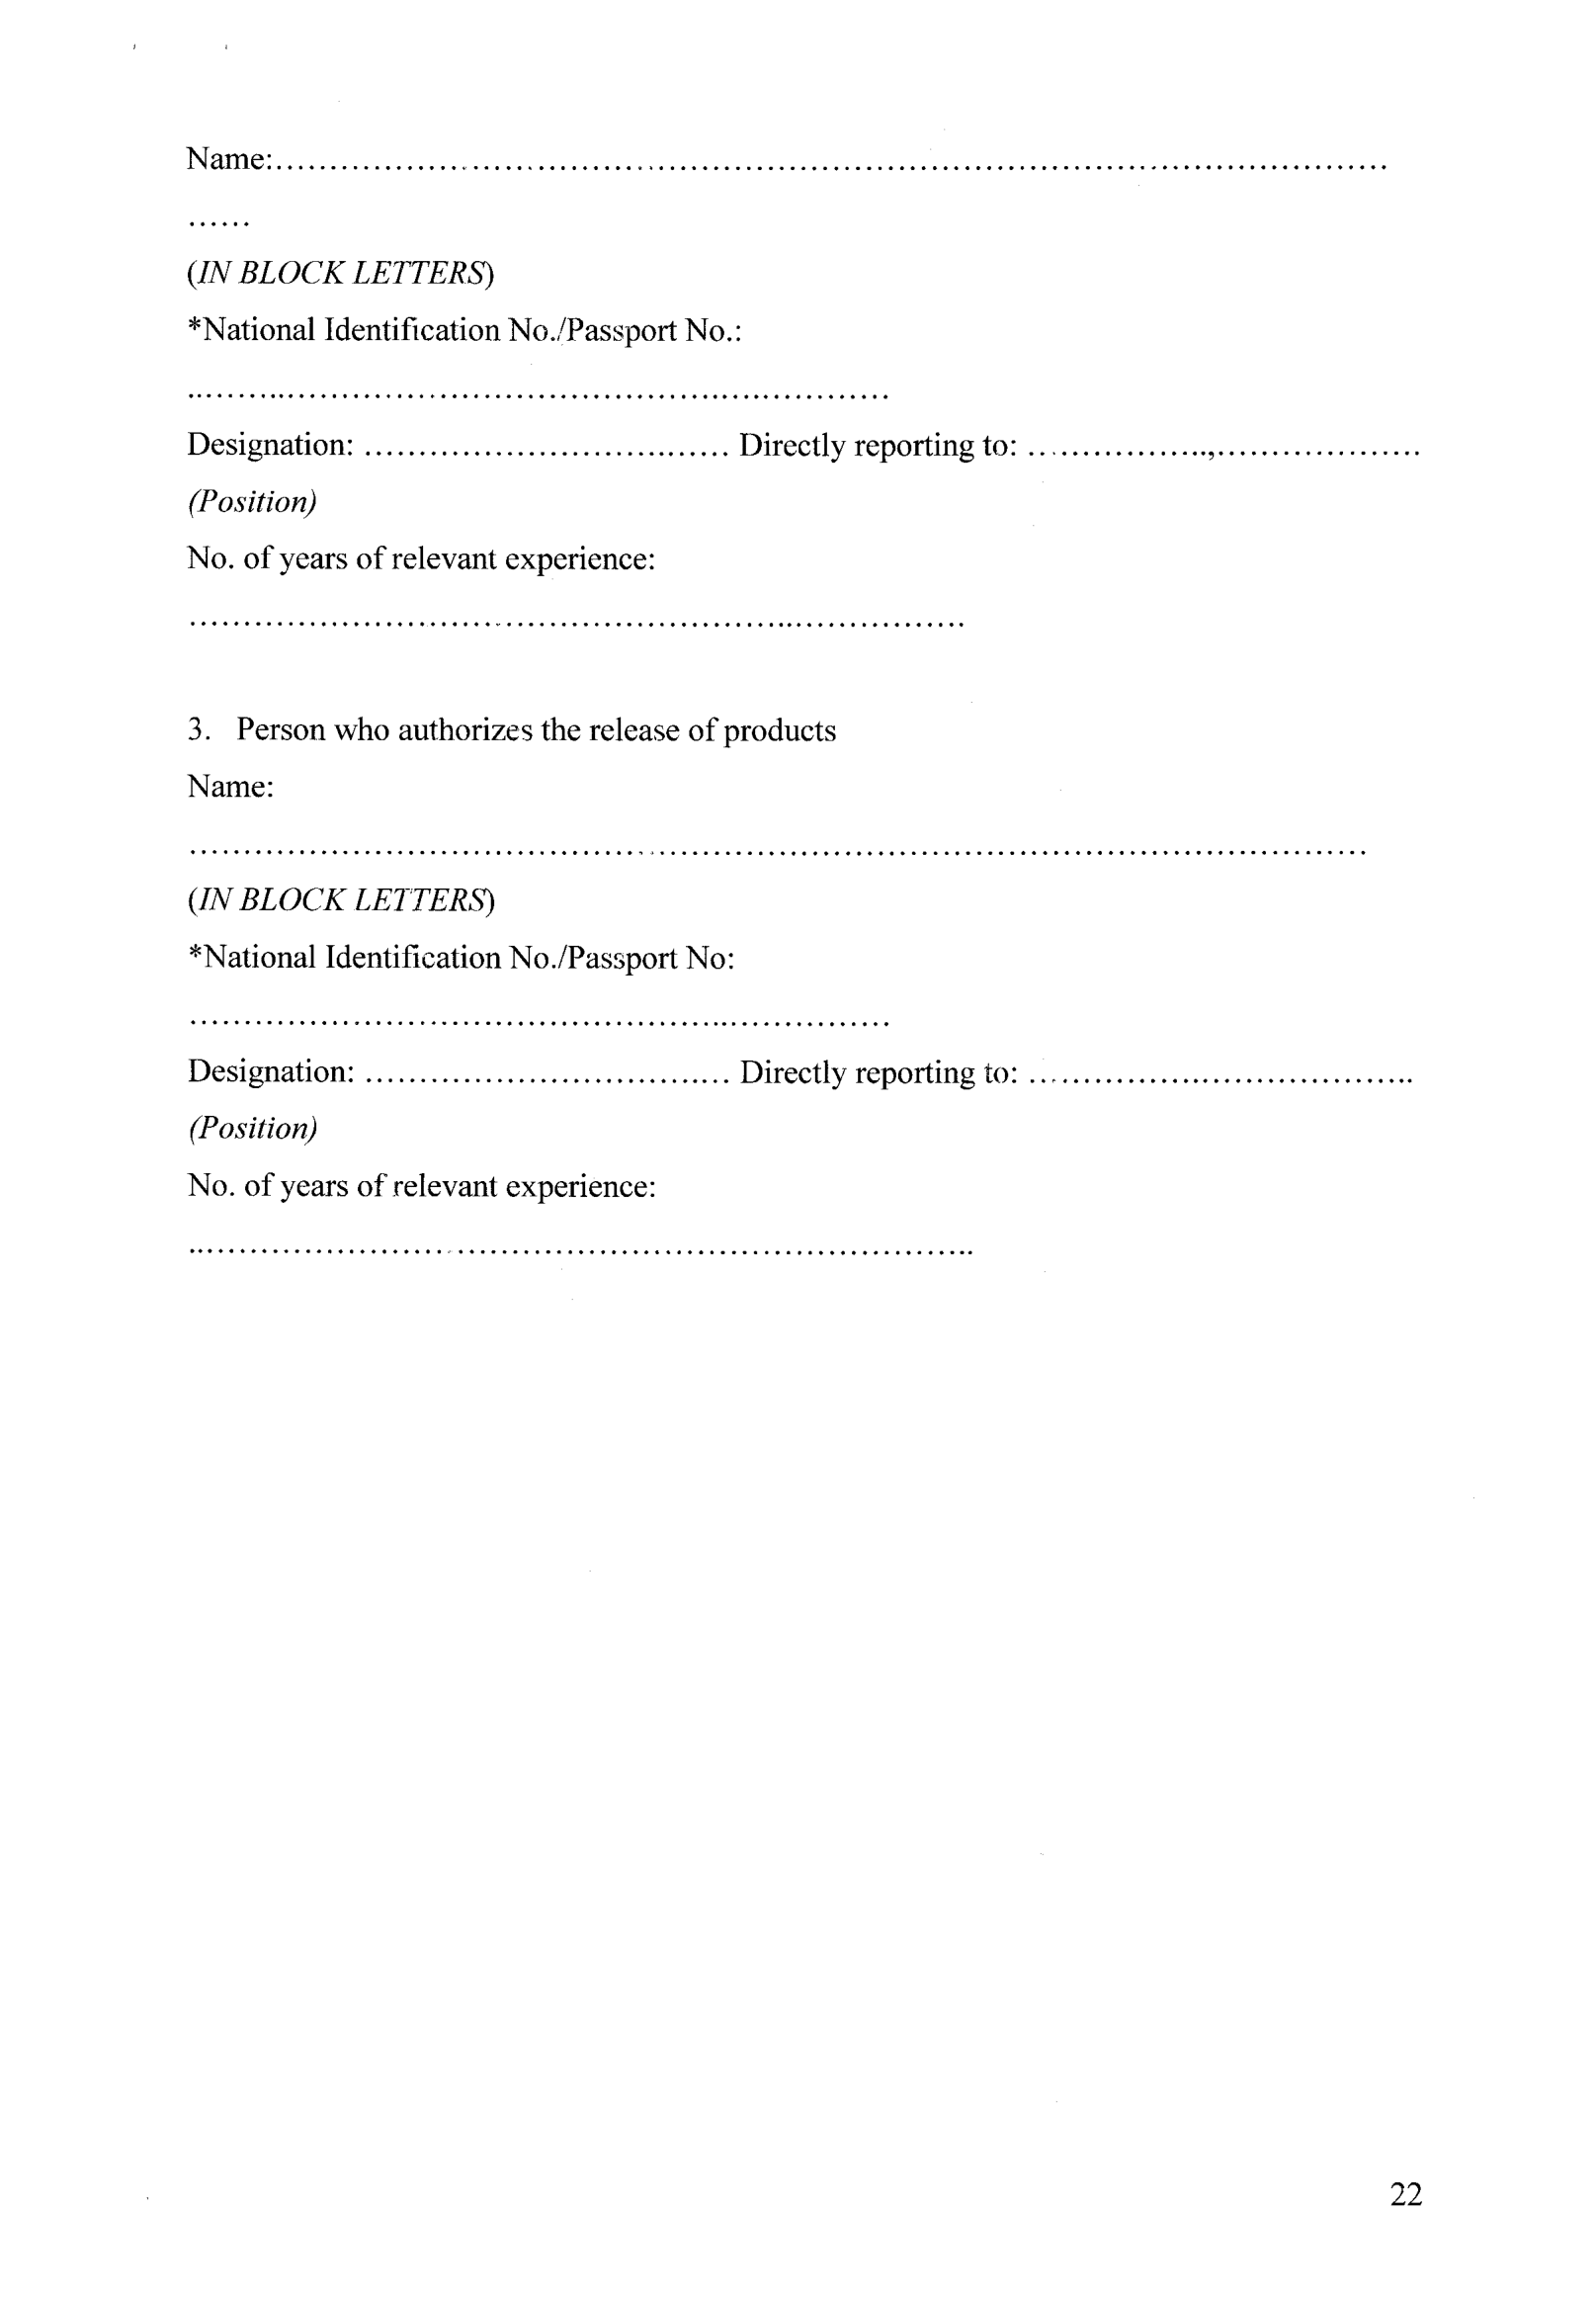 Name:......................................................................................................
......
(IN BLOCK LETTERS)
*National Identification No./Passport No.:
................................................................
Designation: ................................. Directly reporting to: ...................................
(Position)
No. of years of relevant experience:
......................................................................
3. Person who authorizes the release of products
Name:
............................................................................................................
(IN BLOCK LETTERS)
*National Identification No./Passport No:
................................................................
Designation: ................................. Directly reporting to: ...................................
(Position)
No. of years of relevant experience:
.......................................................................
22